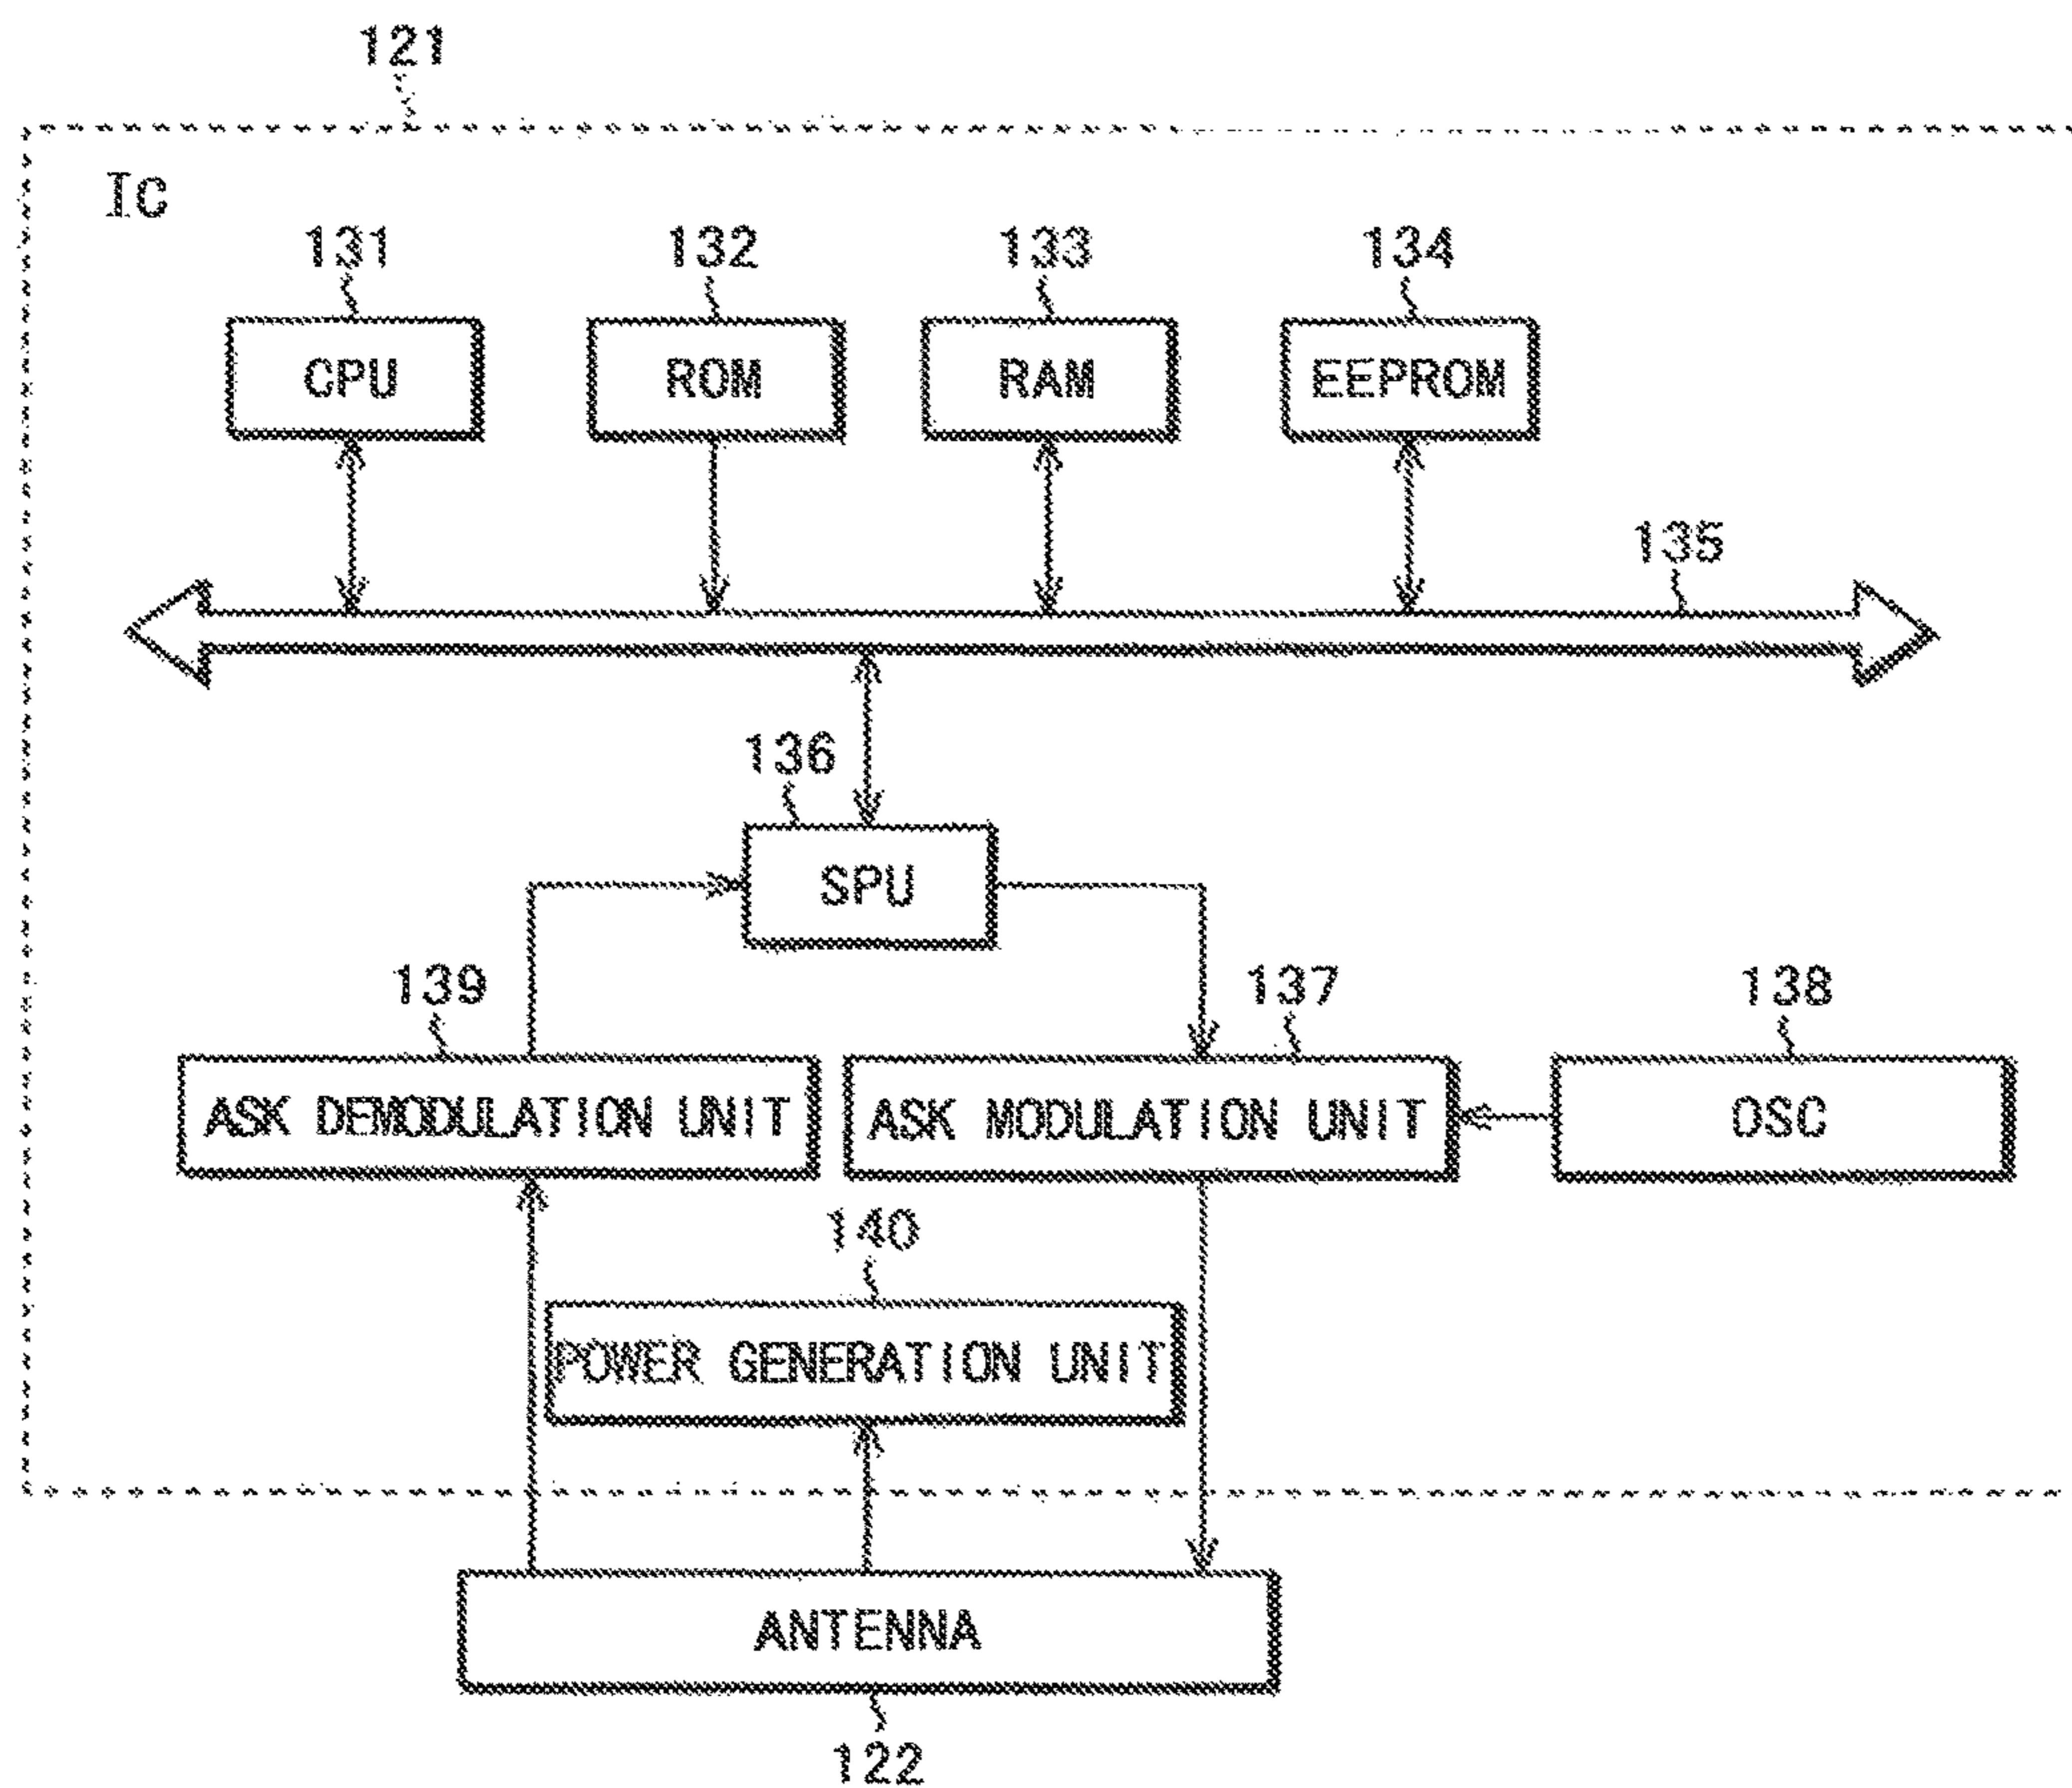 121
IC
131 132 133 134
CPU ROM RAM EEPROM
135
136
SPU
139 137 138
ASK DEMODULATION UNIT ASK MODULATION UNIT OSC
140
POWER GENERATION UNIT
ANTENNA
122